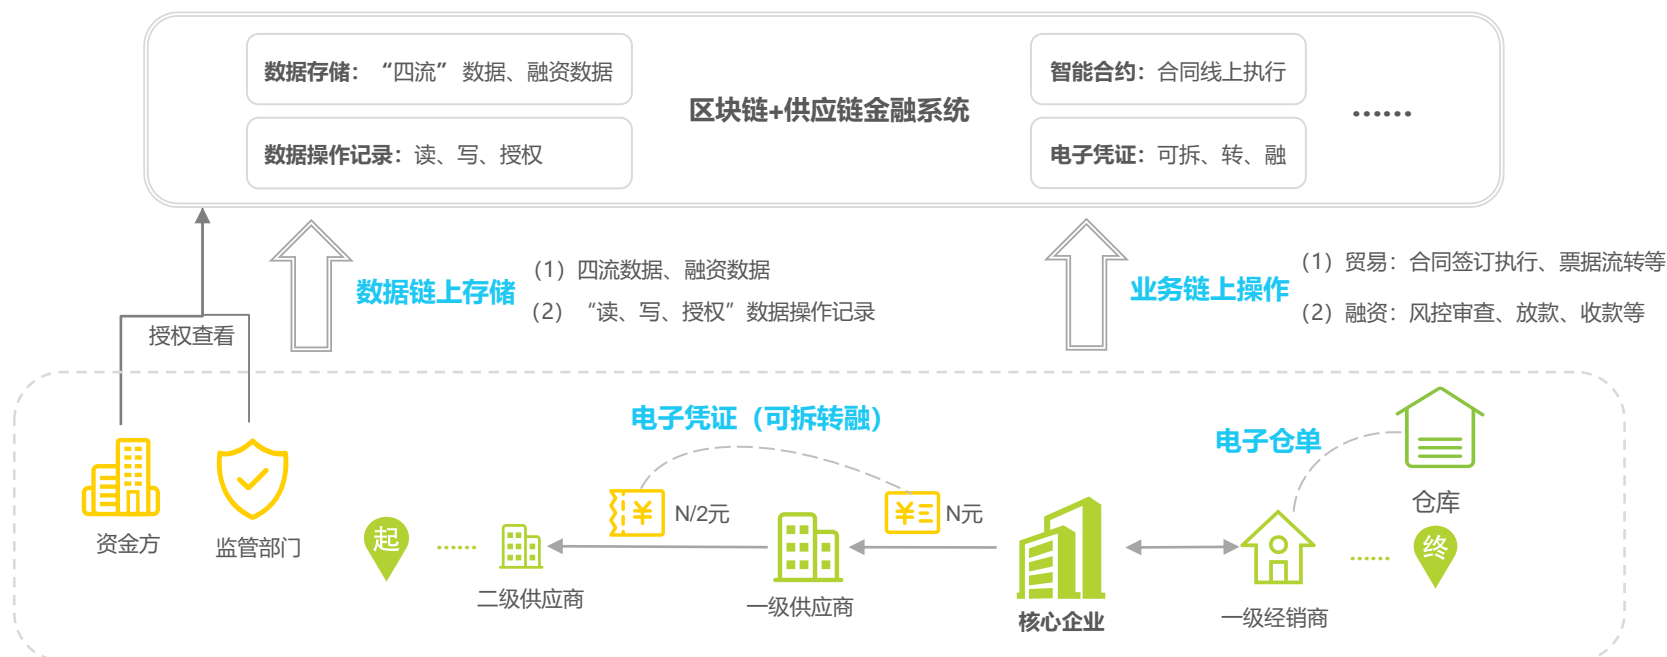 数据存储：“四流”数据、融资数据
智能合约：合同线上执行
区块链+供应链金融系统
……
数据操作记录：读、写、授权
电子凭证：可拆、转、融
数据链上存储
（1）四流数据、融资数据
（2）“读、写、授权”数据操作记录
业务链上操作
（1）贸易：合同签订执行、票据流转等
（2）融资：风控审查、放款、收款等
授权查看
电子凭证（可拆转融）
电子仓单
仓库
N/2元
N元
资金方
监管部门
起
……
二级供应商
一级供应商
核心企业
一级经销商
……
终